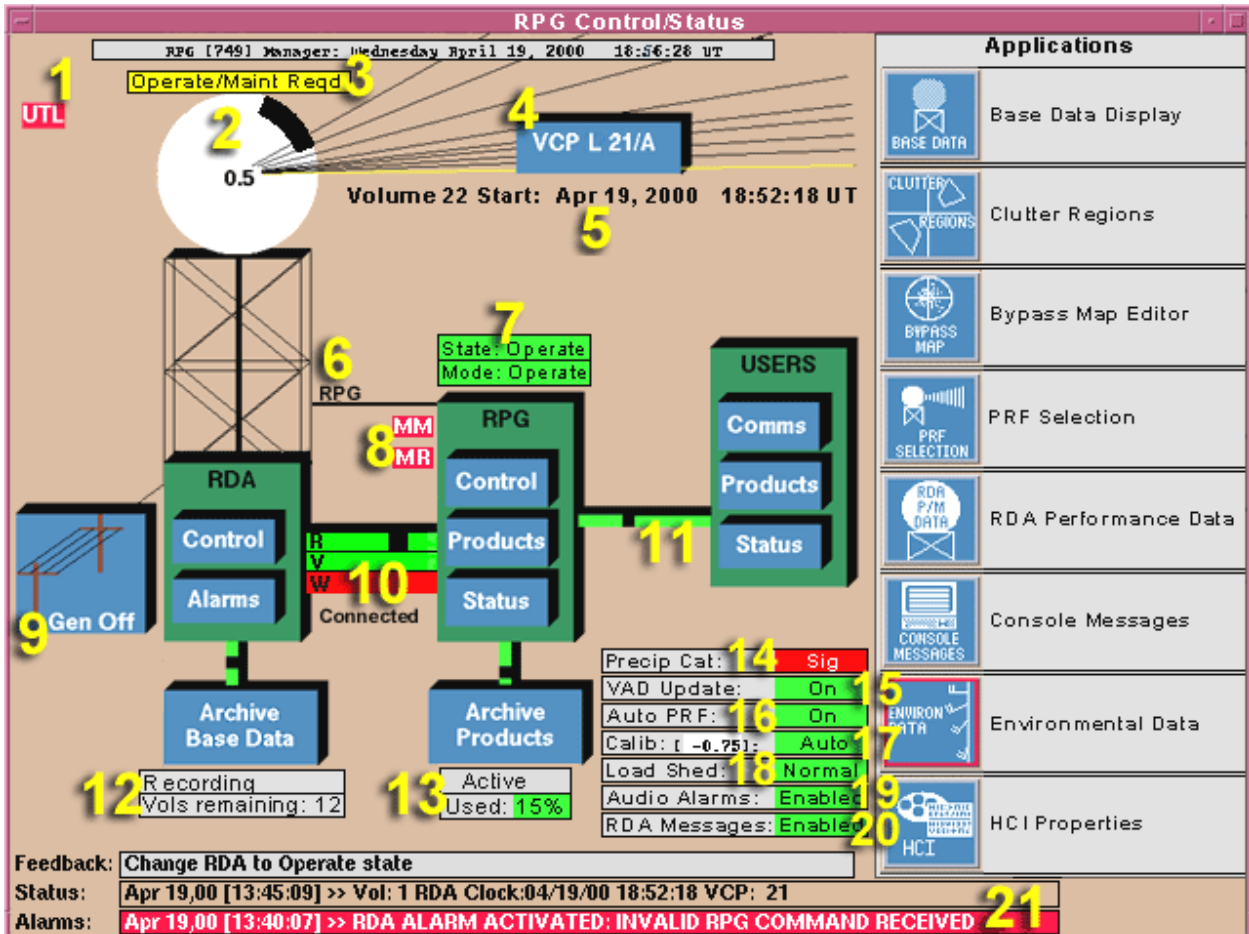 RPG Control/Status
RPG [749] Manager: Wednesday April 19, 2000 18:56:28 UT
Operate/Maint Reqd
1
2
3
4
UTL
0.5
VCP L 21/A
Volume 22 Start: Apr 19, 2000 18:52:18 UT
5
6
RPG
7
State: Operate
Mode: Operate
8
MM
MR
RDA
Control
Alarms
RPG
Control
Products
Status
USERS
Comms
Products
Status
9
Gen Off
R
V
W
10
Connected
11
Archive
Base Data
Archive
Products
12
Recording
Vols remaining: 12
13
Active
Used: 15%
Precip Cat: 14 Sig
VAD Update: On 15
Auto PRF: 16 On
Calib: [ -0.75]: Auto 17
Load Shed: 18 Normal
Audio Alarms: Enabled 19
RDA Messages: Enabled 20
Feedback: Change RDA to Operate state
Status: Apr 19,00 [13:45:09] >> Vol: 1 RDA Clock:04/19/00 18:52:18 VCP: 21
Alarms: Apr 19,00 [13:40:07] >> RDA ALARM ACTIVATED: INVALID RPG COMMAND RECEIVED
21
Applications
BASE DATA
Base Data Display
CLUTTER
REGIONS
Clutter Regions
BYPASS
MAP
Bypass Map Editor
PRF
SELECTION
PRF Selection
RDA
P/M
DATA
RDA Performance Data
CONSOLE
MESSAGES
Console Messages
ENVIRON
DATA
Environmental Data
HCI
HCI Properties